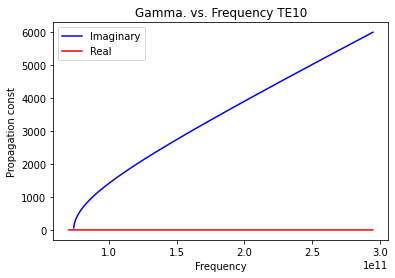 Gamma. vs. Frequency TE10
Imaginary
Real
Propagation const
6000
5000
4000
3000
2000
1000
0
1.0
1.5
2.0
2.5
3.0
1e11
Frequency